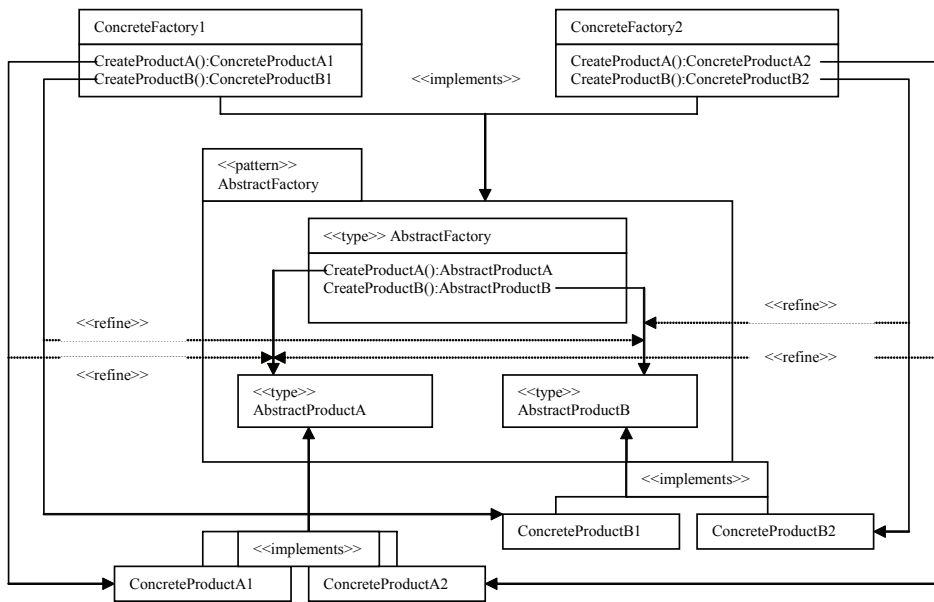 ConcreteFactory1
CreateProductA():ConcreteProductA1
CreateProductB():ConcreteProductB1
ConcreteFactory2
CreateProductA():ConcreteProductA2
CreateProductB():ConcreteProductB2
<<implements>>
<<pattern>>
AbstractFactory
<<type>> AbstractFactory
CreateProductA():AbstractProductA
CreateProductB():AbstractProductB
<<refine>>
<<refine>>
<<refine>>
<<refine>>
<<type>>
AbstractProductA
<<type>>
AbstractProductB
<<implements>>
ConcreteProductB1
ConcreteProductB2
<<implements>>
ConcreteProductA1
ConcreteProductA2